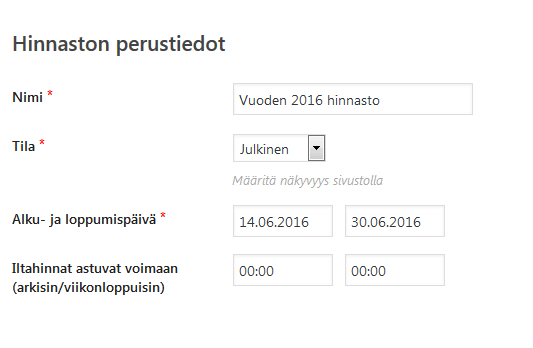 Hinnaston perustiedot
Nimi * Vuoden 2016 hinnasto
Tila * Julkinen
Määritä näkyvyys sivustolla
Alku- ja loppumispäivä * 14.06.2016 30.06.2016
Iltahinnat astuvat voimaan 00:00 00:00
(arkisin/viikonloppuisin)